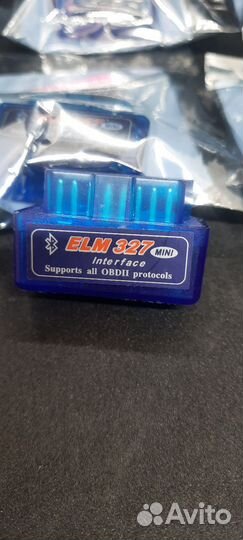 ELM 327 MINI
Interface
Supports all OBDII protocols
Avito